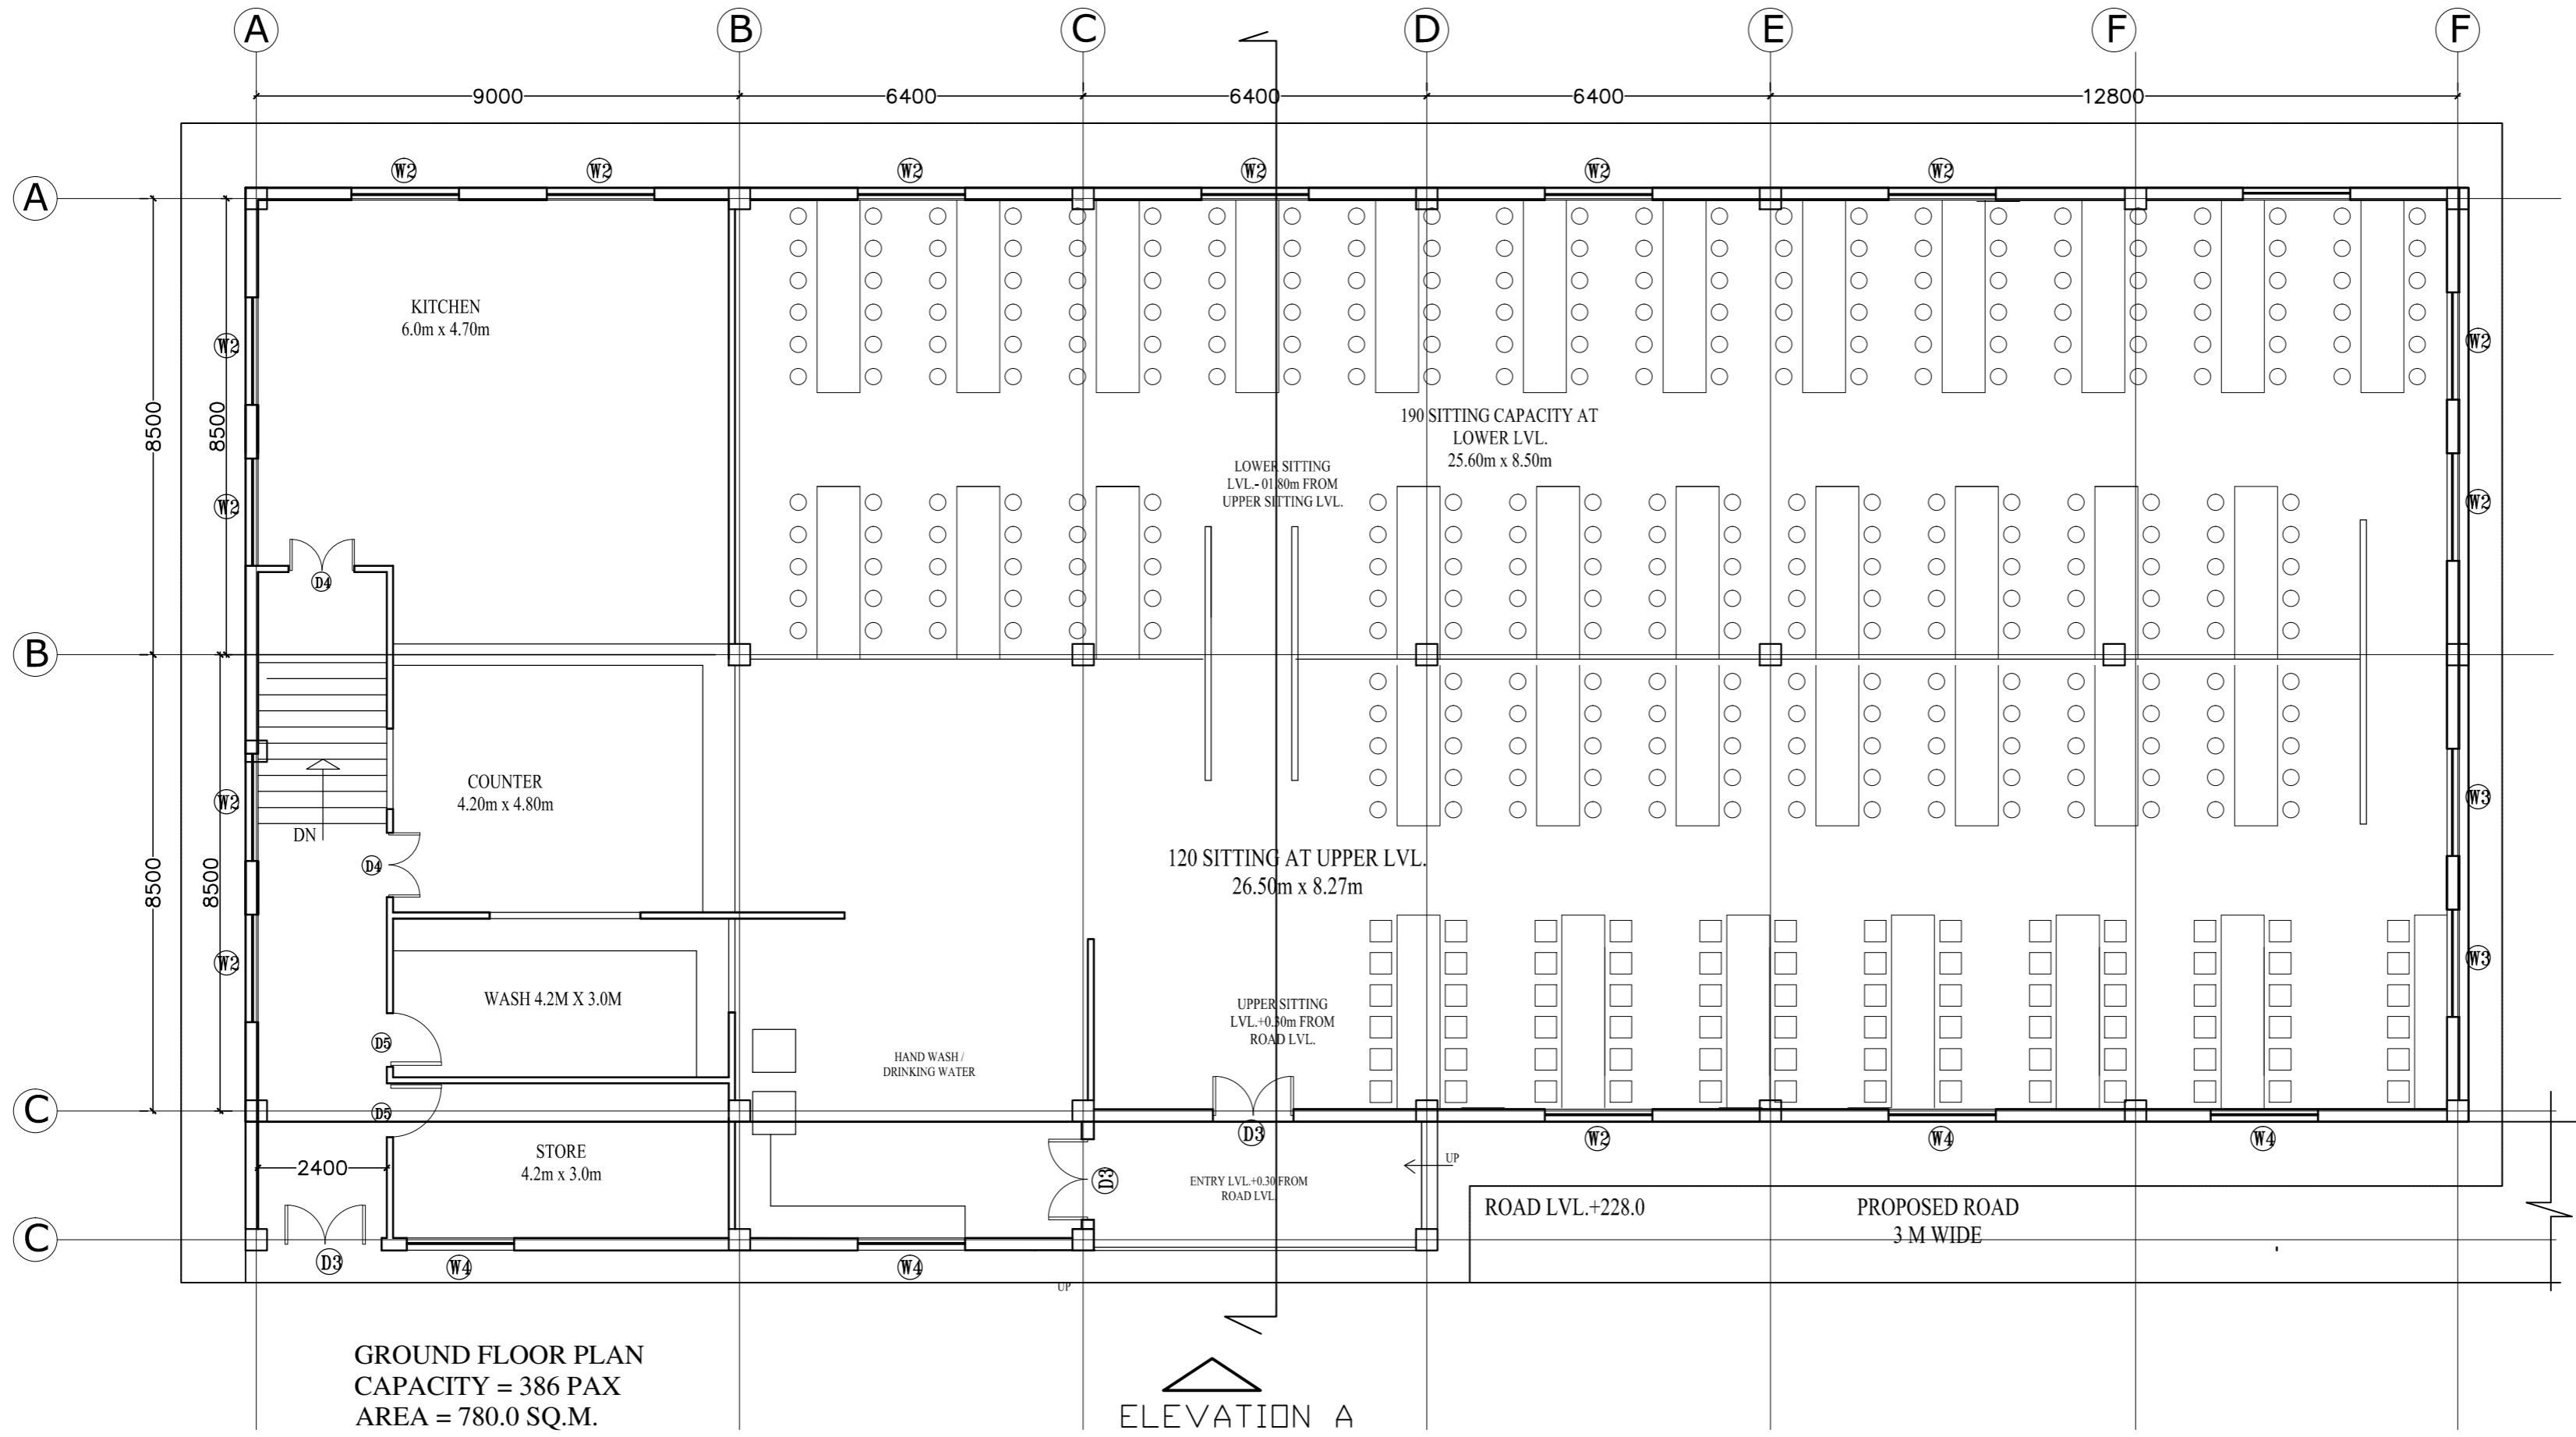 A B C D E F F
9000 6400 6400 6400 12800
W2 W2 W2 W2 W2 W2
A
KITCHEN
6.0m x 4.70m
W2
W2
190 SITTING CAPACITY AT
LOWER LVL.
25.60m x 8.50m
8500
8500
LOWER SITTING
LVL.- 01.80m FROM
UPPER SITTING LVL.
W2
W2
D4
B
COUNTER
4.20m x 4.80m
W2
W3
DN
D4
120 SITTING AT UPPER LVL.
26.50m x 8.27m
8500
8500
W2
W3
WASH 4.2M X 3.0M
UPPER SITTING
LVL.+0.30m FROM
ROAD LVL.
D5
HAND WASH /
DRINKING WATER
C
D5
D3
W2
W4
W4
STORE
4.2m x 3.0m
2400
D3
ENTRY LVL.+0.30 FROM
ROAD LVL.
UP
ROAD LVL.+228.0
PROPOSED ROAD
3 M WIDE
C
D3
W4
W4
UP
GROUND FLOOR PLAN
CAPACITY = 386 PAX
AREA = 780.0 SQ.M.
ELEVATION A